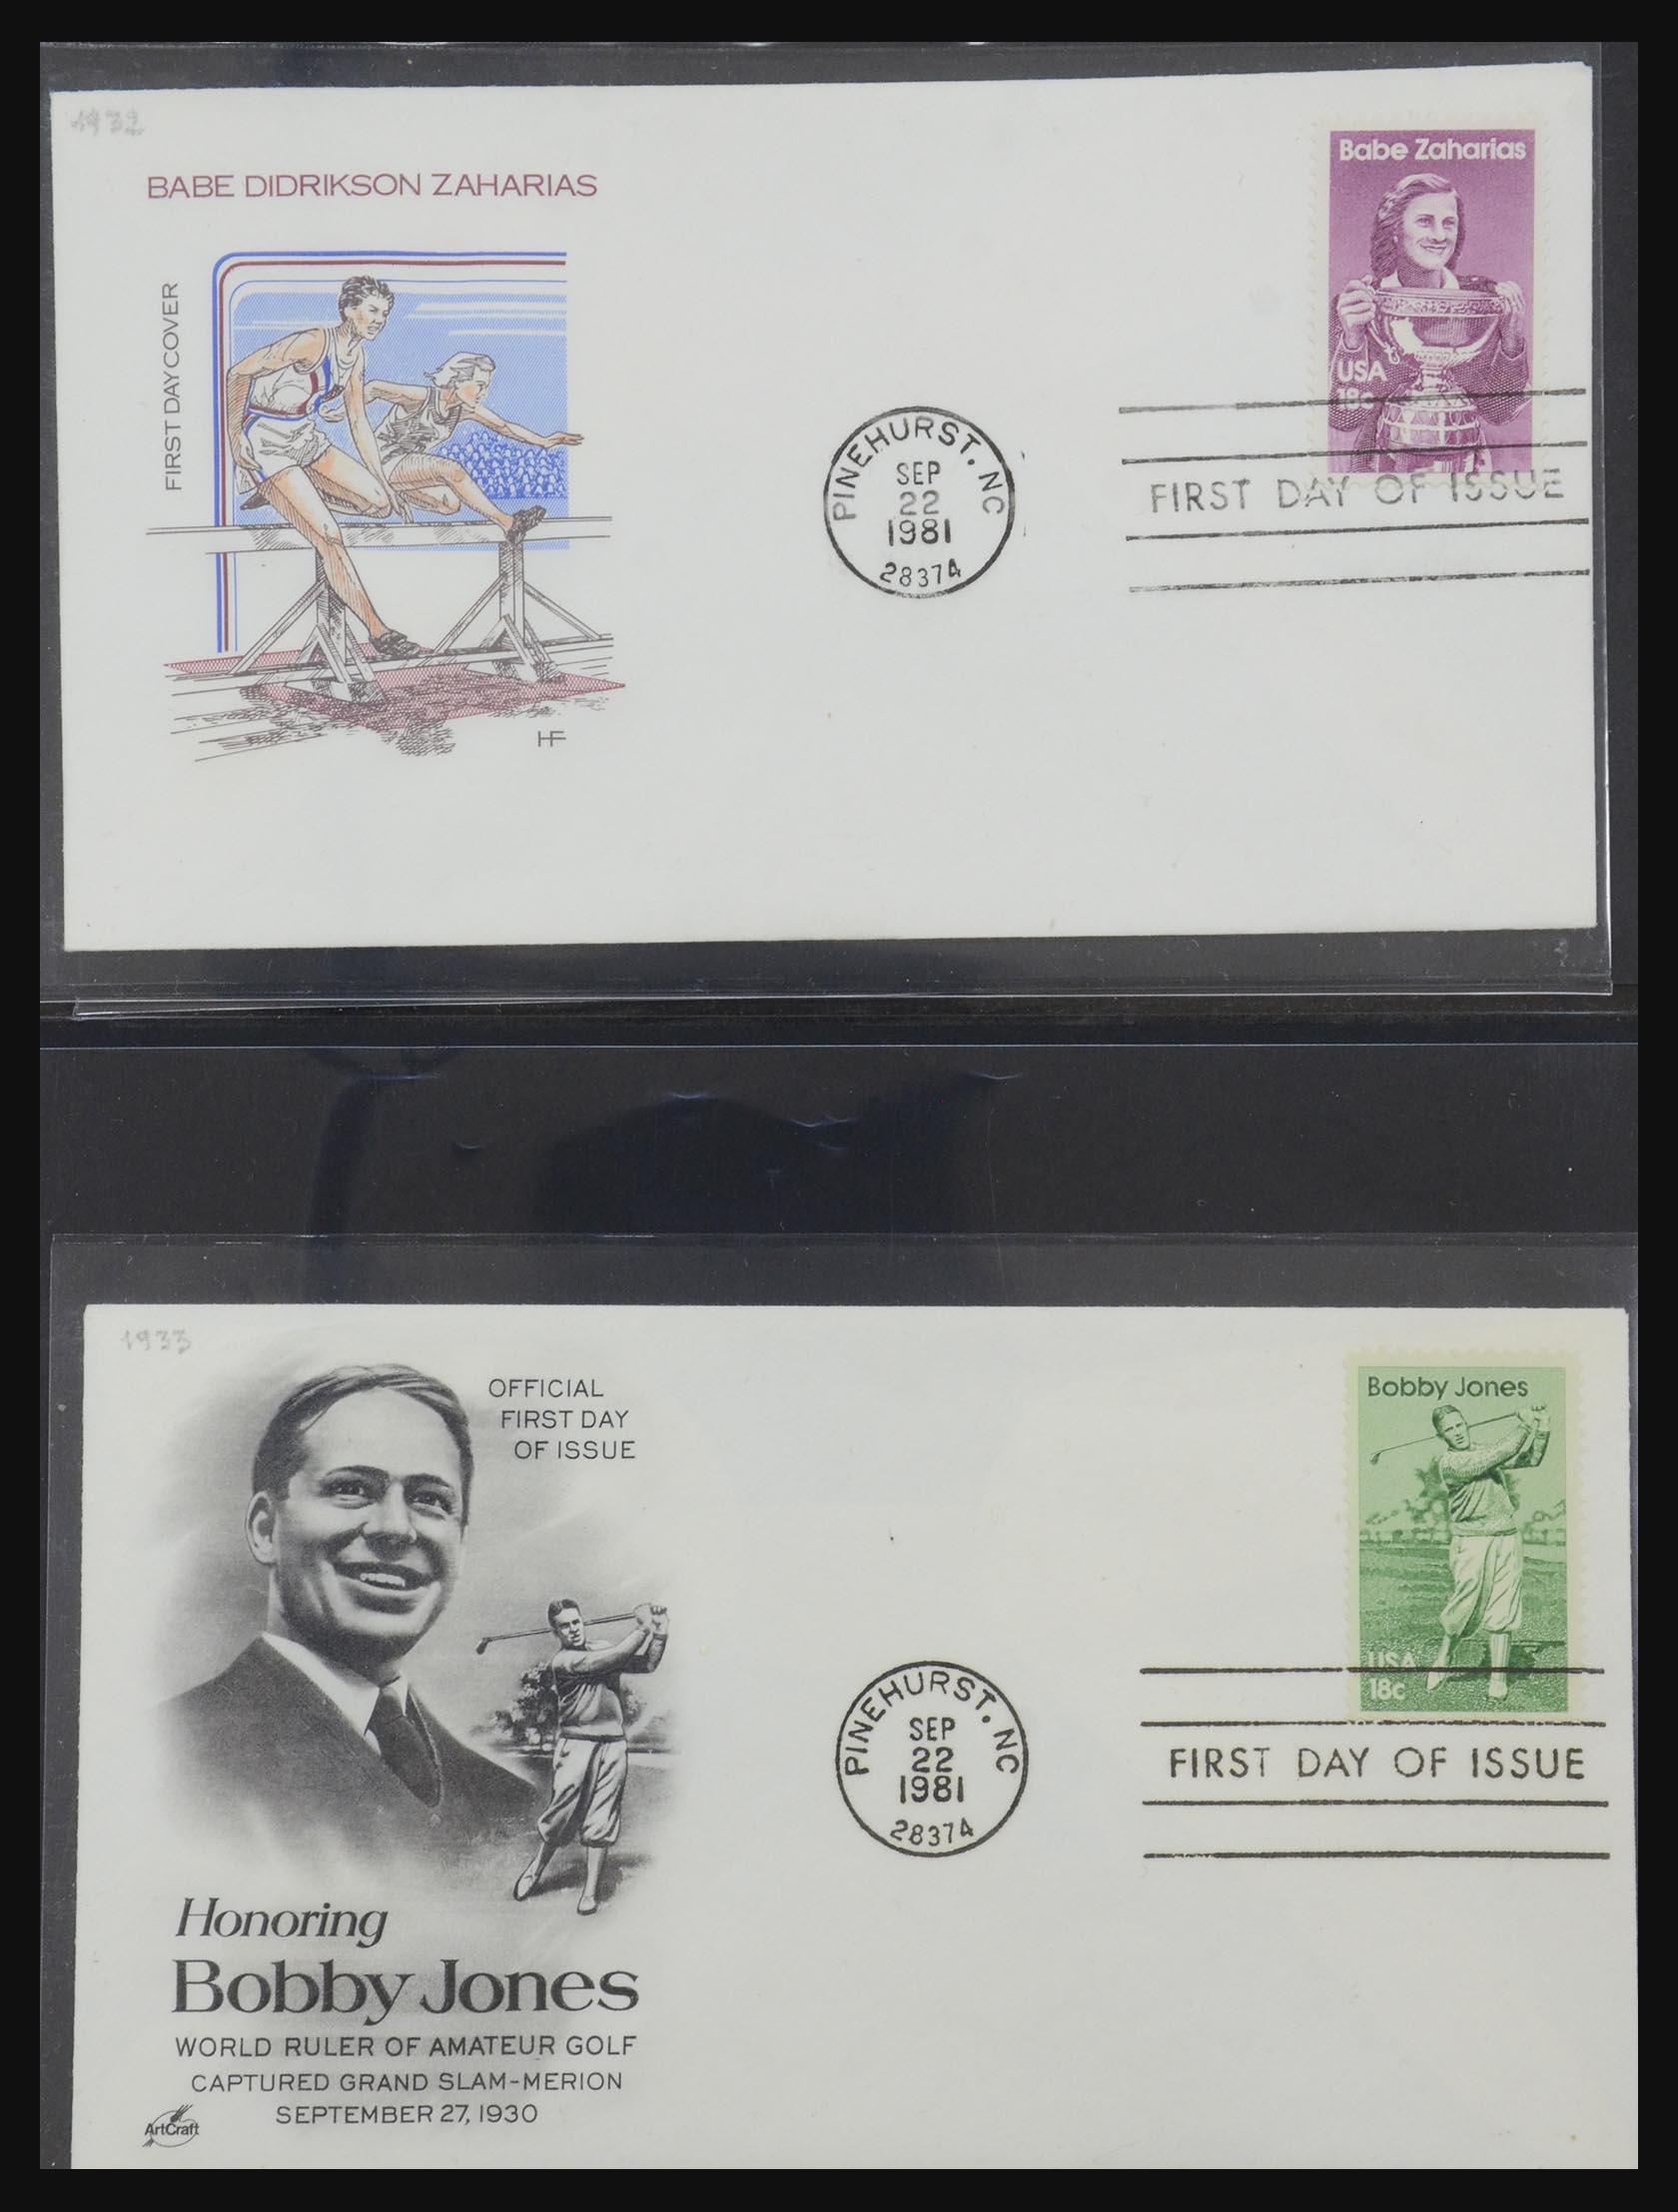 1932
BABE DIDRIKSON ZAHARIAS
FIRST DAY COVER
HF
Babe Zaharias
USA
18c
PINEHURST. NC
SEP
22
1981
28374
FIRST DAY OF ISSUE
1933
OFFICIAL
FIRST DAY
OF ISSUE
Bobby Jones
USA
18c
PINEHURST. NC
SEP
22
1981
28374
FIRST DAY OF ISSUE
Honoring
Bobby Jones
WORLD RULER OF AMATEUR GOLF
CAPTURED GRAND SLAM-MERION
SEPTEMBER 27, 1930
ArtCraft